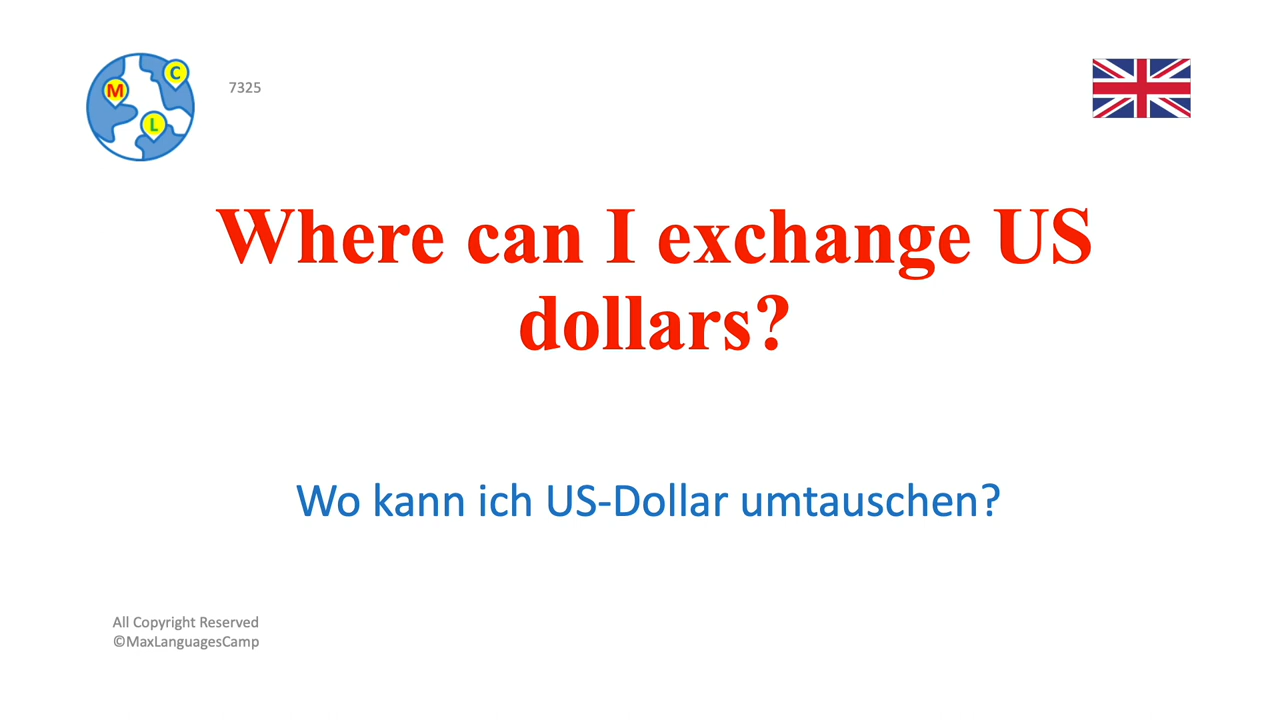 M
C
L
7325
Where can I exchange US
dollars?
Wo kann ich US-Dollar umtauschen?
All Copyright Reserved
©MaxLanguagesCamp